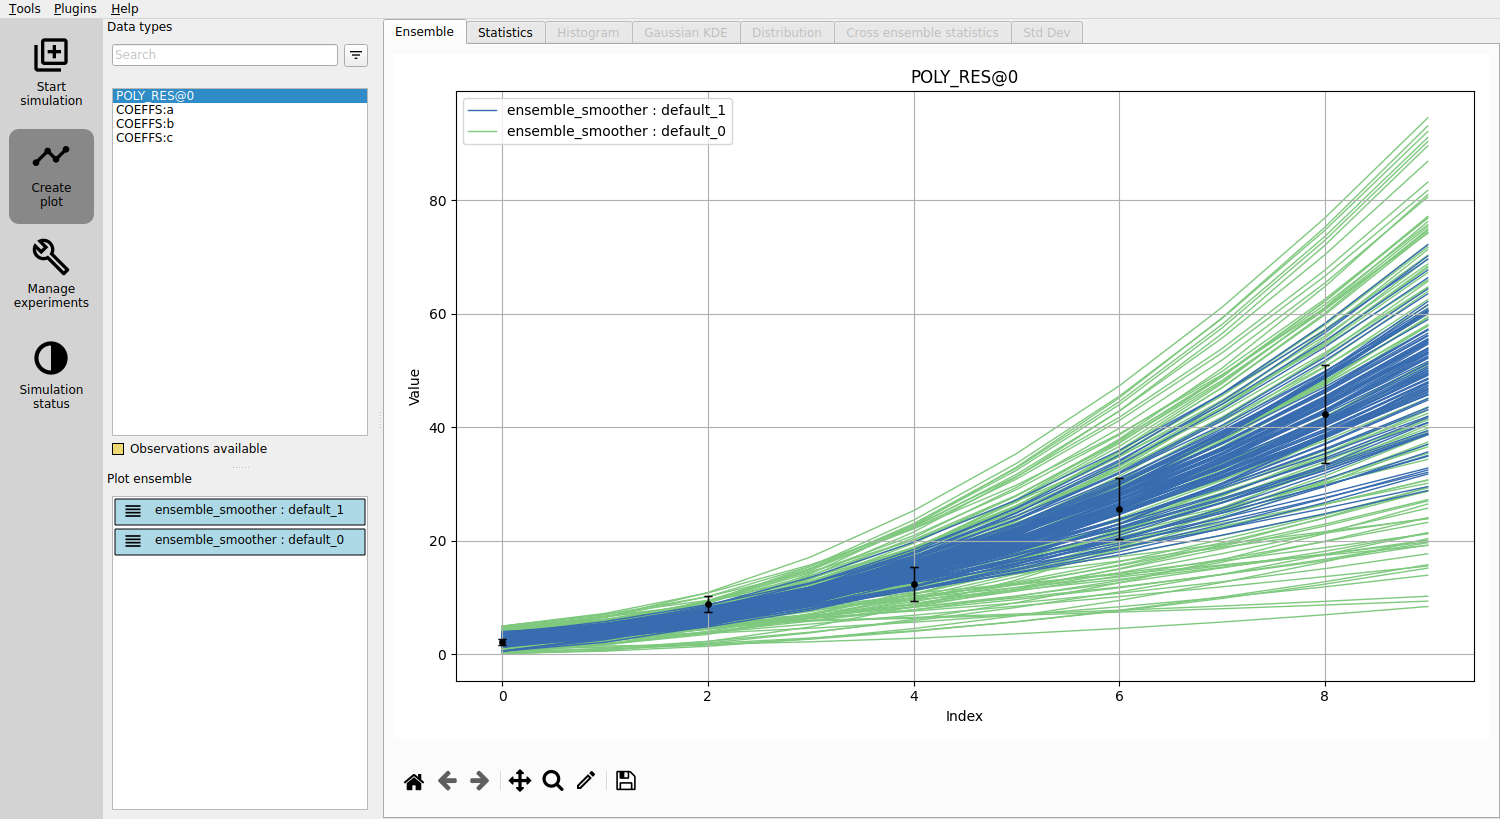 Tools Plugins Help
Start
simulation
Create
plot
Manage
experiments
Simulation
status
Data types
Search
POLY_RES@0
COEFFS:a
COEFFS:b
COEFFS:c
Observations available
Plot ensemble
ensemble_smoother : default_1
ensemble_smoother : default_0
Ensemble Statistics Histogram Gaussian KDE Distribution Cross ensemble statistics Std Dev
POLY_RES@0
ensemble_smoother : default_1
ensemble_smoother : default_0
Value
80
60
40
20
0
0 2 4 6 8
Index